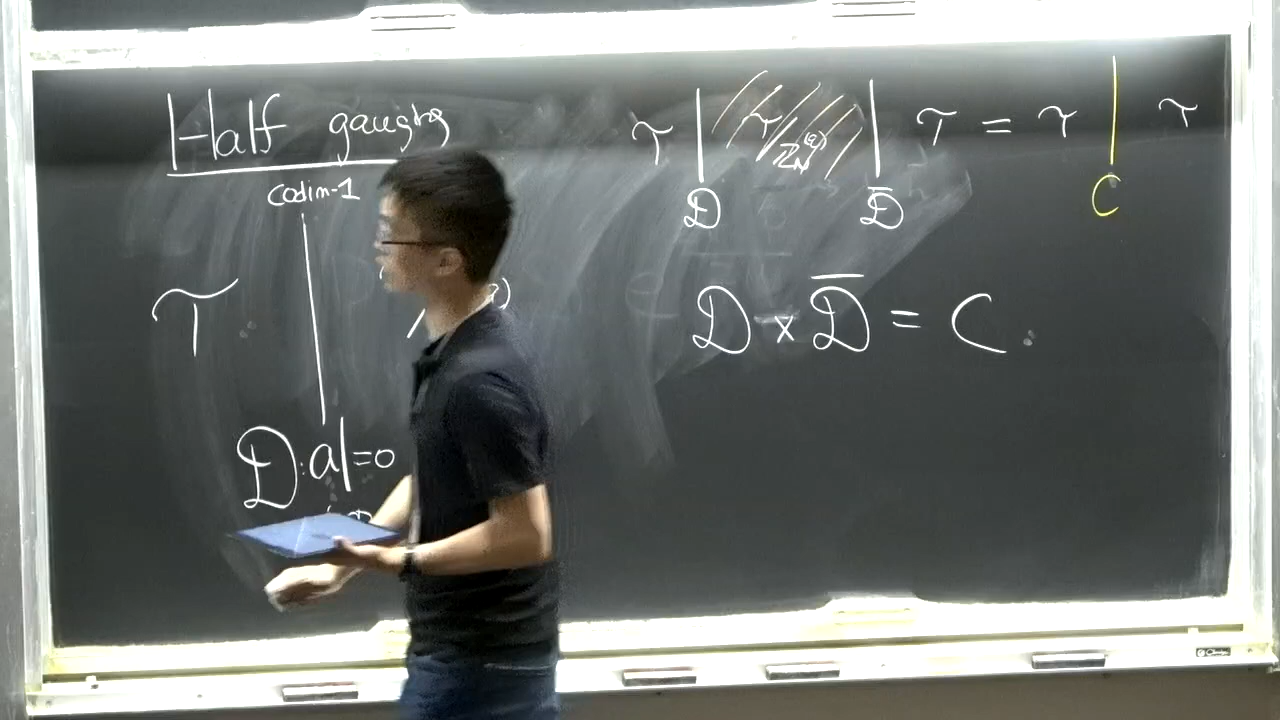 Half gauging
codim-1
T
D : a| = 0
T | T / Z_N^(q) | T = T | T
D D̄ C
D × D̄ = C .